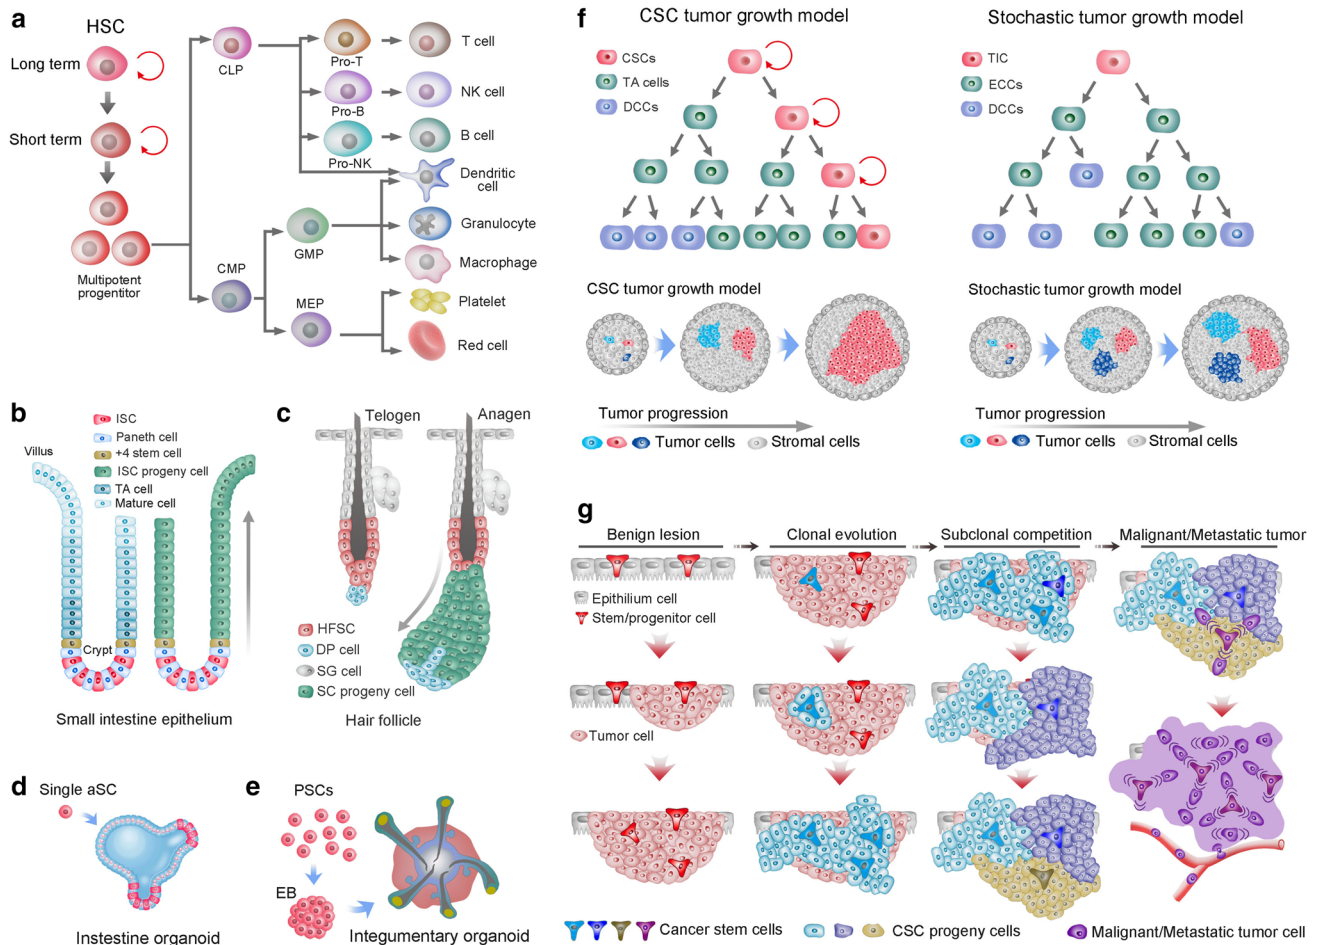 a
HSC
Long term
Short term
Multipotent
progenitor
CLP
CMP
GMP
MEP
Pro-T
Pro-B
Pro-NK
T cell
NK cell
B cell
Dendritic
cell
Granulocyte
Macrophage
Platelet
Red cell
b
Villus
ISC
Paneth cell
+4 stem cell
ISC progeny cell
TA cell
Mature cell
Crypt
Small intestine epithelium
c
Telogen
Anagen
HFSC
DP cell
SG cell
SC progeny cell
Hair follicle
d
Single aSC
Instestine organoid
e
PSCs
EB
Integumentary organoid
f
CSC tumor growth model
CSCs
TA cells
DCCs
Stochastic tumor growth model
TIC
ECCs
DCCs
CSC tumor growth model
Tumor progression
Tumor cells
Stromal cells
Stochastic tumor growth model
Tumor progression
Tumor cells
Stromal cells
g
Benign lesion
Clonal evolution
Subclonal competition
Malignant/Metastatic tumor
Epithilium cell
Stem/progenitor cell
Tumor cell
Cancer stem cells
CSC progeny cells
Malignant/Metastatic tumor cell